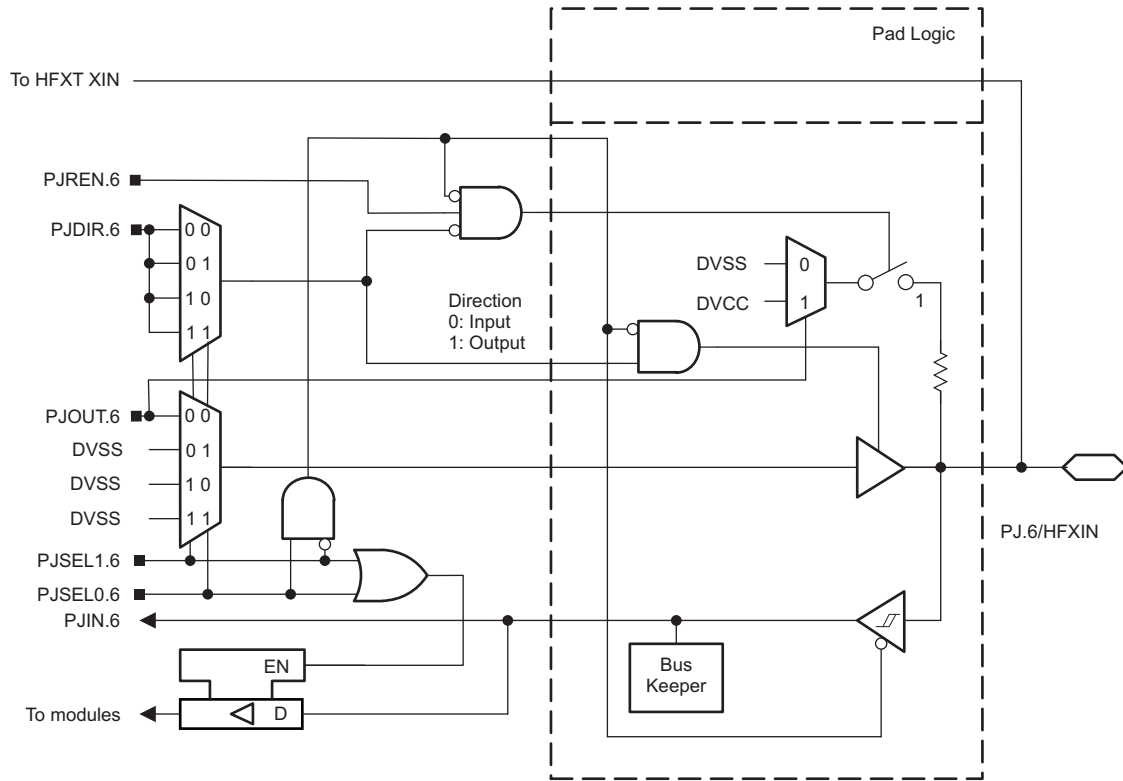 Pad Logic
To HFXT XIN
PJREN.6
PJDIR.6
0 0
0 1
1 0
1 1
Direction
0: Input
1: Output
DVSS
0
DVCC
1
1
PJOUT.6
0 0
DVSS
0 1
DVSS
1 0
DVSS
1 1
PJSEL1.6
PJSEL0.6
PJ.6/HFXIN
PJIN.6
EN
Bus
Keeper
To modules
D